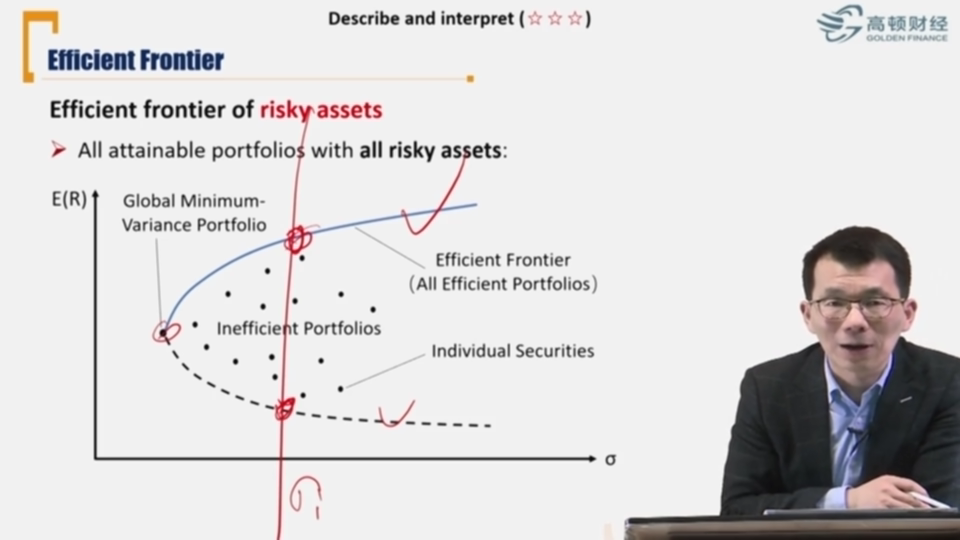 Describe and interpret (☆☆☆)
高顿财经
GOLDEN FINANCE
Efficient Frontier
Efficient frontier of risky assets
➢ All attainable portfolios with all risky assets:
E(R)
Global Minimum-
Variance Portfolio
Efficient Frontier
(All Efficient Portfolios)
Inefficient Portfolios
Individual Securities
σ